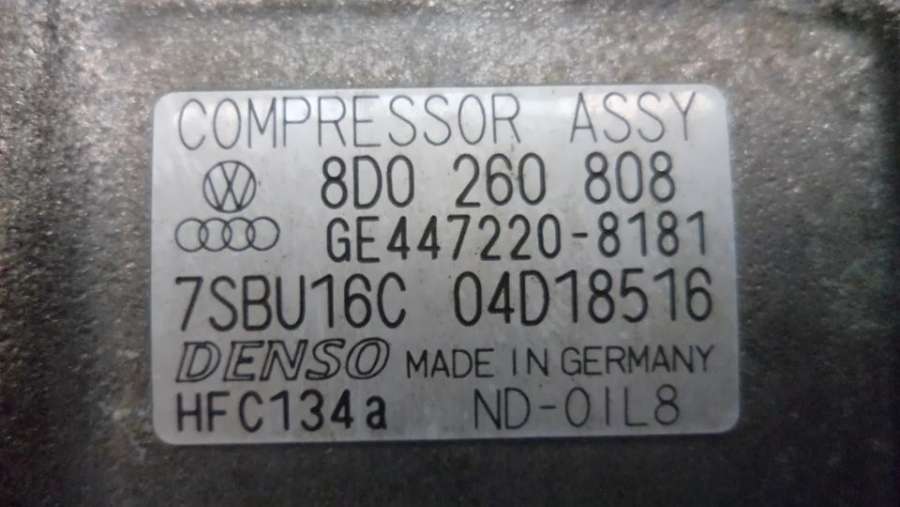 COMPRESSOR ASSY
8D0 260 808
GE447220-8181
7SBU16C 04D18516
DENSO MADE IN GERMANY
HFC134a ND-OIL8